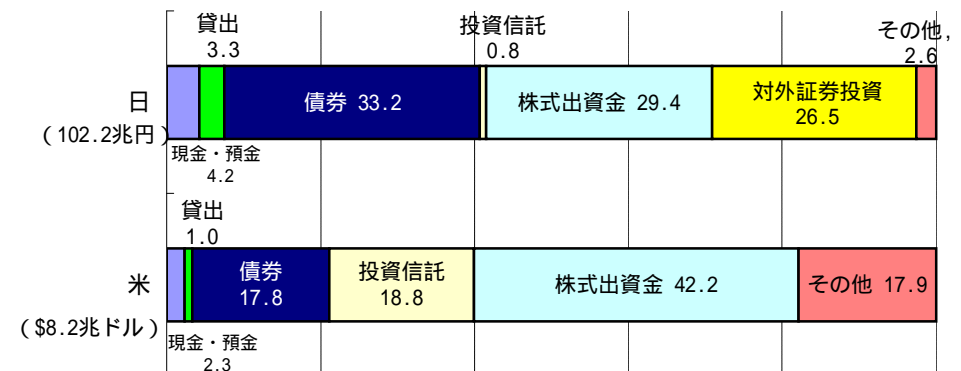 貸出
3.3
投資信託
0.8
その他,
2.6
日
(102.2兆円)
債券 33.2
株式出資金 29.4
対外証券投資
26.5
現金・預金
4.2
貸出
1.0
米
($8.2兆ドル)
債券
17.8
投資信託
18.8
株式出資金 42.2
その他 17.9
現金・預金
2.3